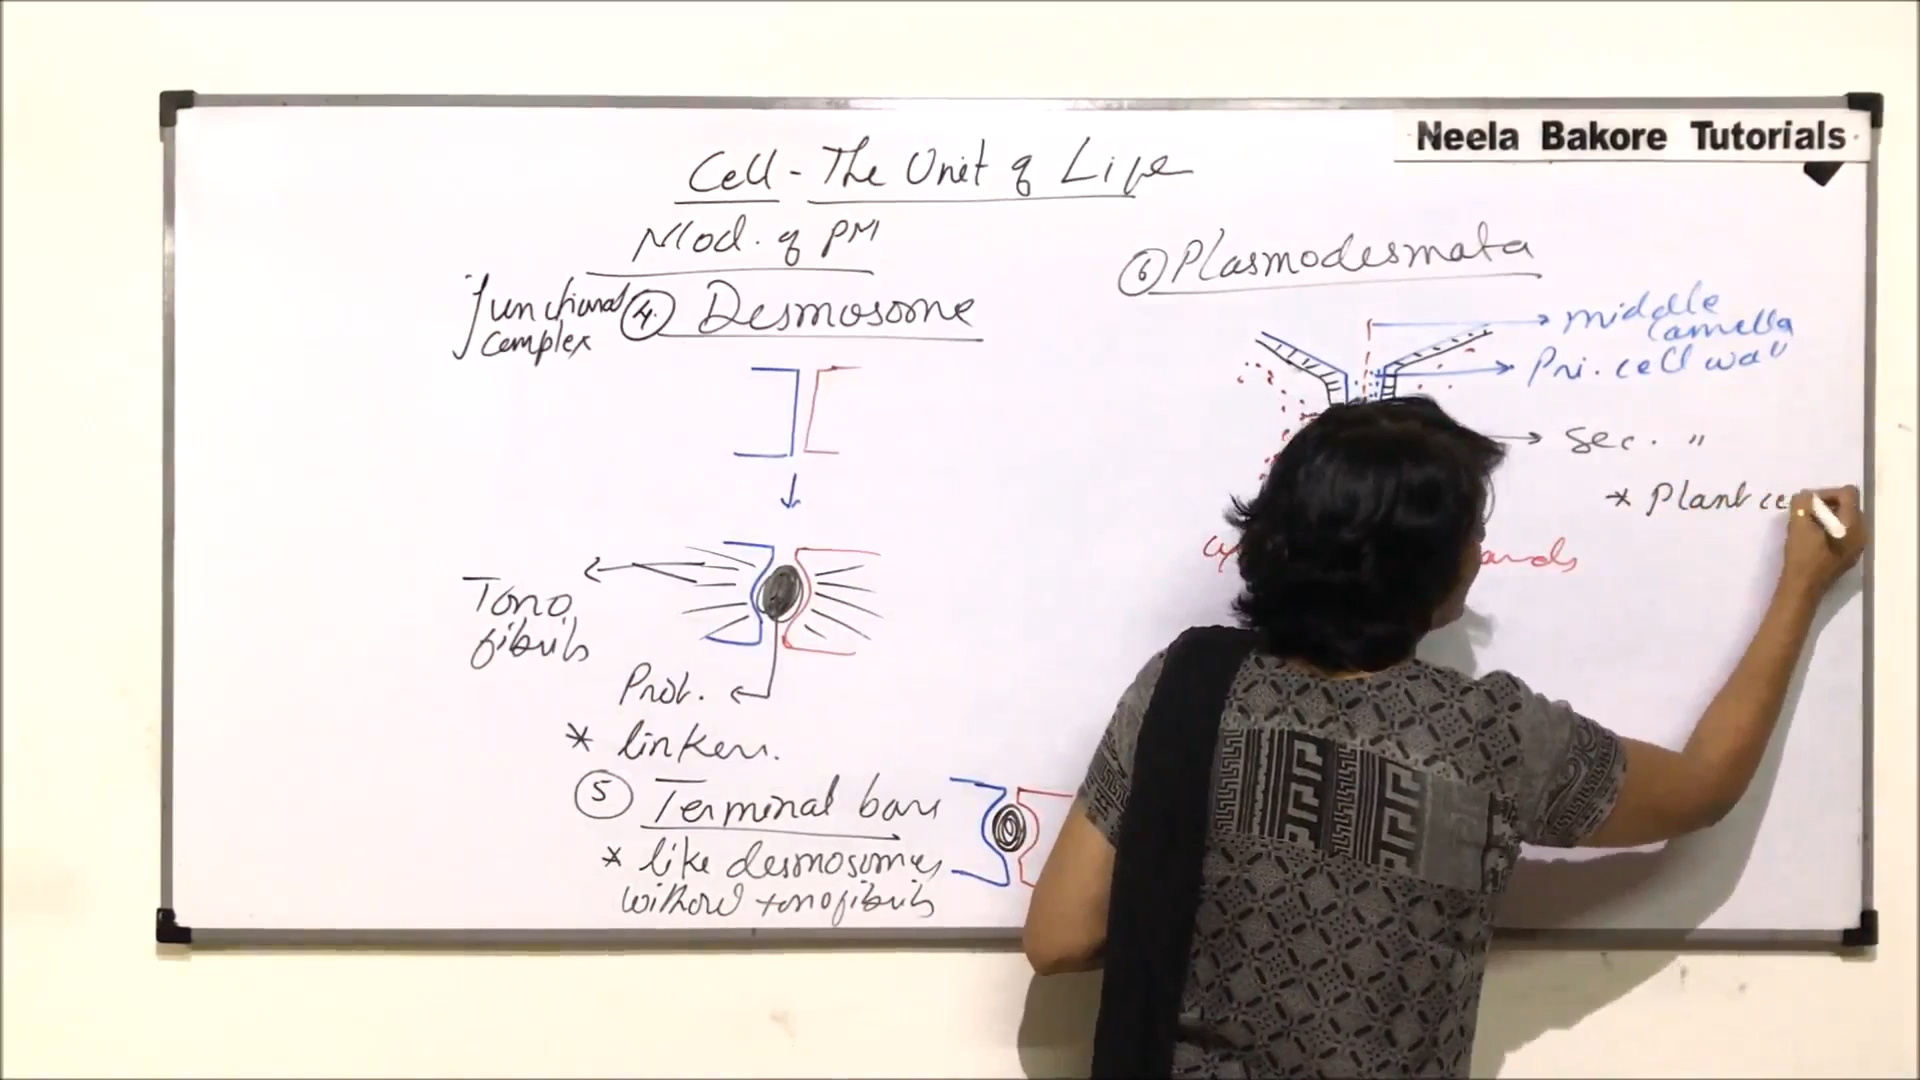 Neela Bakore Tutorials
Cell - The Unit of Life
Mod. of PM
Junctional
complex
4. Desmosome
Tono
fibrils
Prot.
* linkers.
5 Terminal bars
* like desmosomes
without tonofibrils
6 Plasmodesmata
middle
lamella
Pri. cell wall
Sec. "
* Plant ce